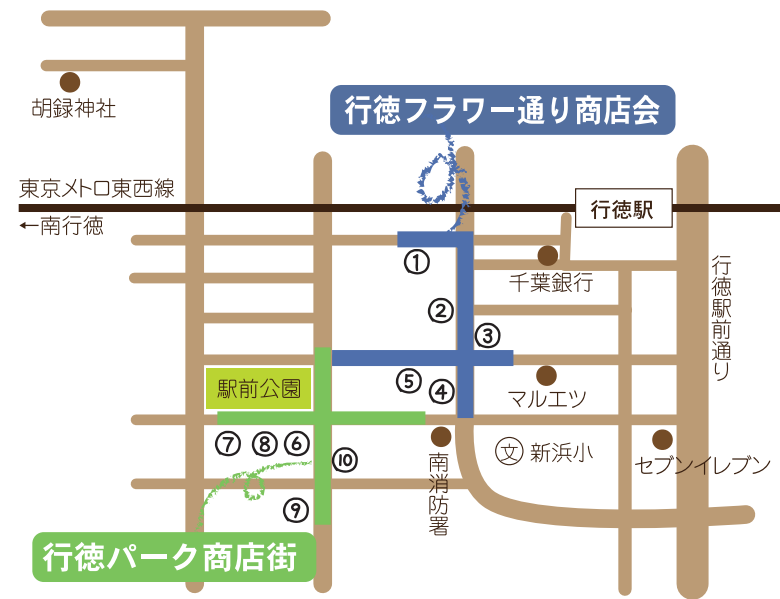 行徳フラワー通り商店会
胡録神社
東京メトロ東西線
行徳駅
←南行徳
①
千葉銀行
行徳駅前通り
②
③
駅前公園
⑤
④
マルエツ
⑦
⑧
⑥
⑩
南消防署
文
新浜小
セブンイレブン
⑨
行徳パーク商店街